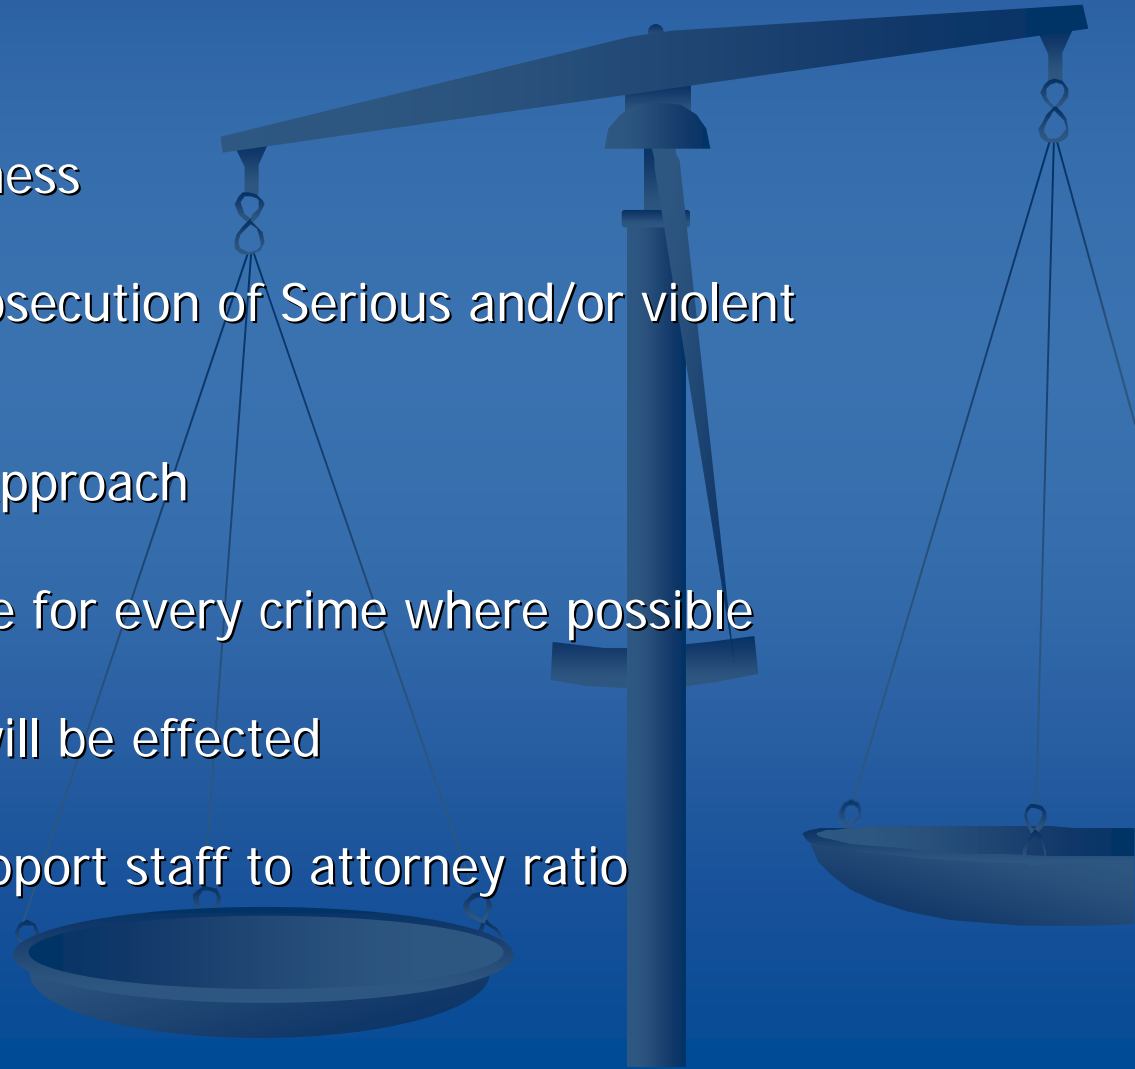 ness
osecution of Serious and/or violent
pproach
e for every crime where possible
will be effected
pport staff to attorney ratio